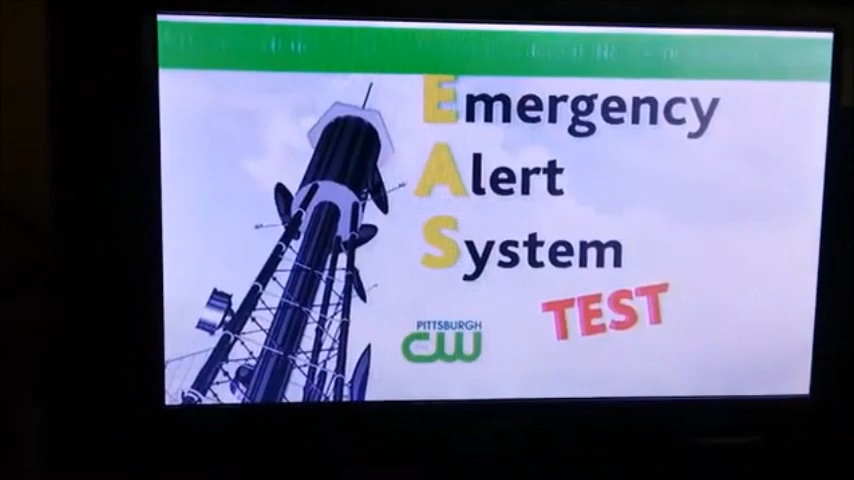 Emergency
Alert
System
TEST
PITTSBURGH
CW